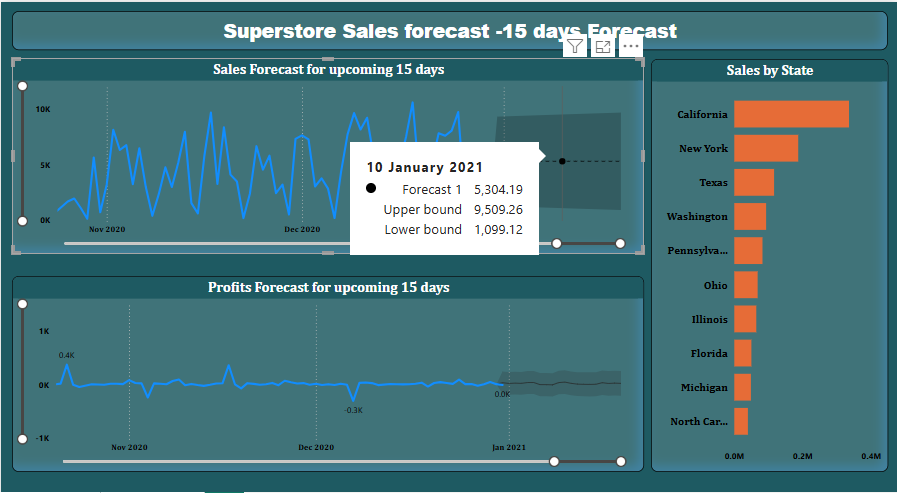 Superstore Sales forecast -15 days Forecast
Sales Forecast for upcoming 15 days
10K
5K
0K
Nov 2020
Dec 2020
10 January 2021
Forecast 1 5,304.19
Upper bound 9,509.26
Lower bound 1,099.12
Profits Forecast for upcoming 15 days
1K
0K
-1K
0.4K
-0.3K
0.0K
Nov 2020
Dec 2020
Jan 2021
Sales by State
California
New York
Texas
Washington
Pennsylva...
Ohio
Illinois
Florida
Michigan
North Car...
0.0M
0.2M
0.4M